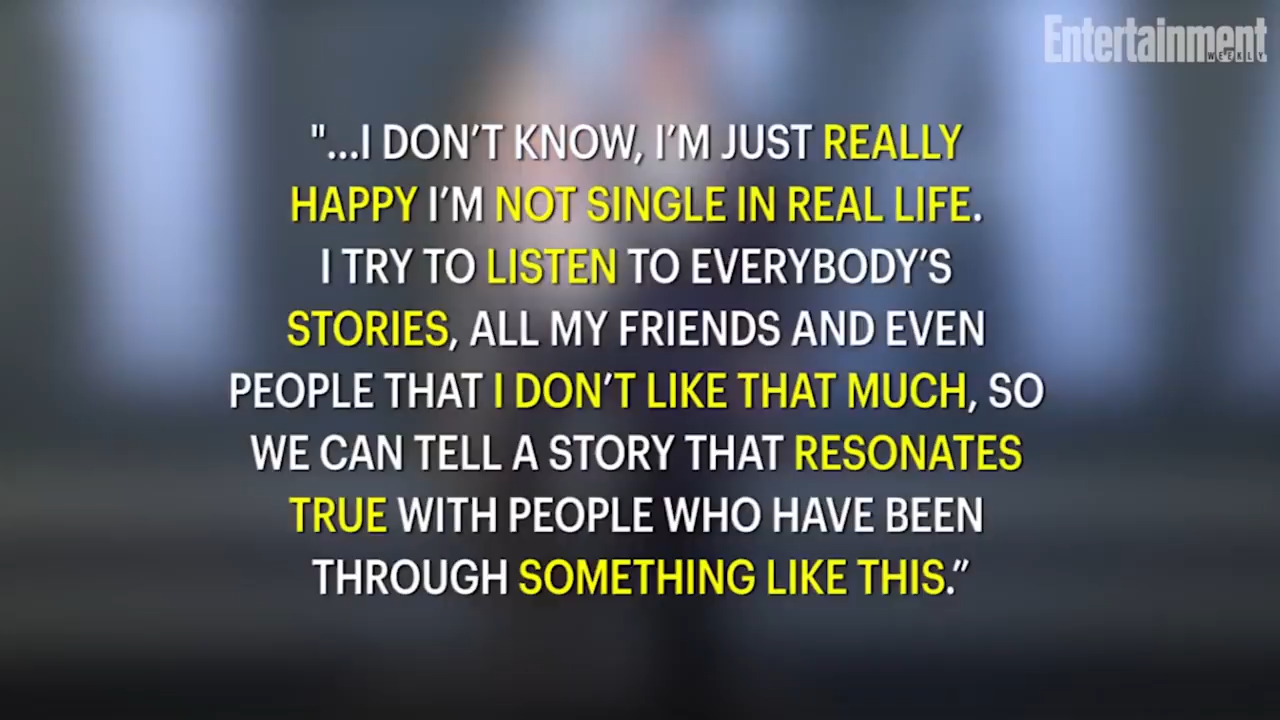 Entertainment
WEEKLY
"...I DON'T KNOW, I'M JUST REALLY
HAPPY I'M NOT SINGLE IN REAL LIFE.
I TRY TO LISTEN TO EVERYBODY'S
STORIES, ALL MY FRIENDS AND EVEN
PEOPLE THAT I DON'T LIKE THAT MUCH, SO
WE CAN TELL A STORY THAT RESONATES
TRUE WITH PEOPLE WHO HAVE BEEN
THROUGH SOMETHING LIKE THIS."